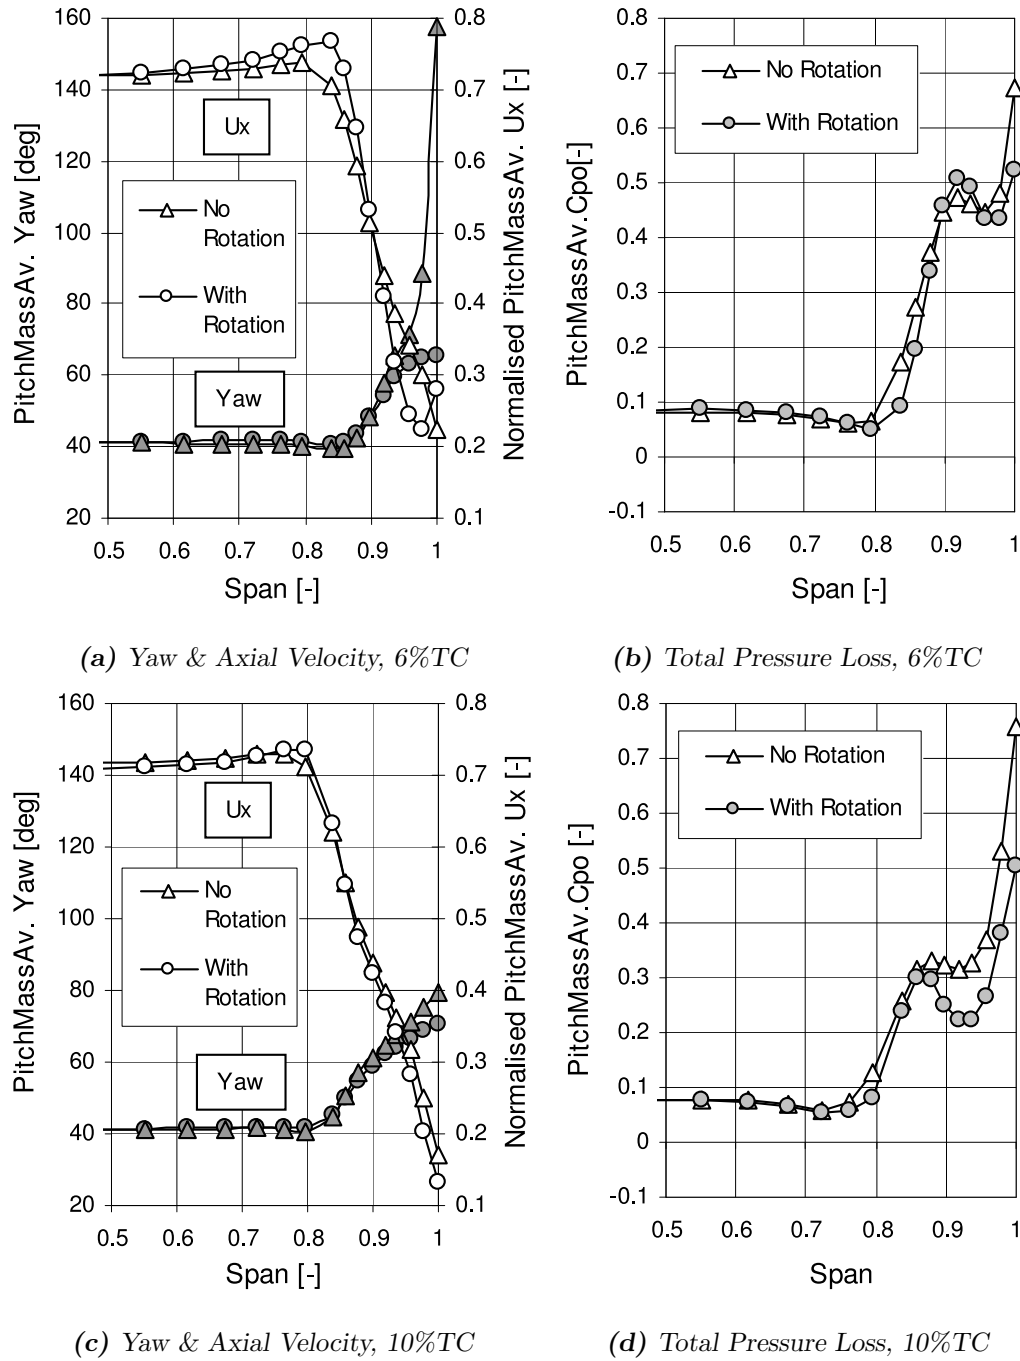 160
140
120
100
80
60
40
20
0.8
0.7
0.6
0.5
0.4
0.3
0.2
0.1
0.5
0.6
0.7
0.8
0.9
1
PitchMassAv. Yaw [deg]
Normalised PitchMassAv. Ux [-]
Span [-]
Ux
No
Rotation
With
Rotation
Yaw
(a) Yaw & Axial Velocity, 6%TC
0.8
0.7
0.6
0.5
0.4
0.3
0.2
0.1
0
-0.1
0.5
0.6
0.7
0.8
0.9
1
PitchMassAv.Cpo[-]
Span [-]
No Rotation
With Rotation
(b) Total Pressure Loss, 6%TC
160
140
120
100
80
60
40
20
0.8
0.7
0.6
0.5
0.4
0.3
0.2
0.1
0.5
0.6
0.7
0.8
0.9
1
PitchMassAv. Yaw [deg]
Normalised PitchMassAv. Ux [-]
Span [-]
Ux
No
Rotation
With
Rotation
Yaw
(c) Yaw & Axial Velocity, 10%TC
0.8
0.7
0.6
0.5
0.4
0.3
0.2
0.1
0
-0.1
0.5
0.6
0.7
0.8
0.9
1
PitchMassAv.Cpo [-]
Span
No Rotation
With Rotation
(d) Total Pressure Loss, 10%TC